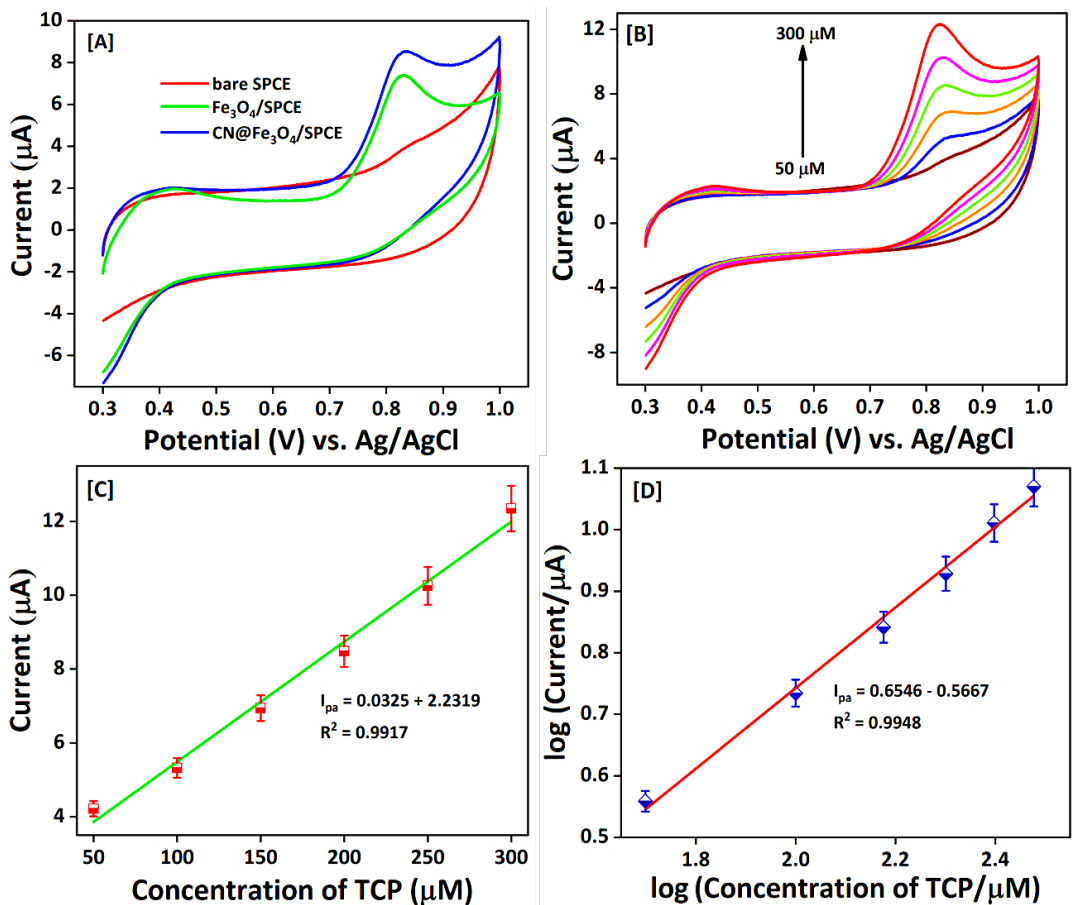 [A]
bare SPCE
Fe₃O₄/SPCE
CN@Fe₃O₄/SPCE
Current (μA)
10
8
6
4
2
0
-2
-4
-6
0.3 0.4 0.5 0.6 0.7 0.8 0.9 1.0
Potential (V) vs. Ag/AgCl
[B]
300 μM
50 μM
Current (μA)
12
8
4
0
-4
-8
0.3 0.4 0.5 0.6 0.7 0.8 0.9 1.0
Potential (V) vs. Ag/AgCl
[C]
Current (μA)
12
10
8
6
4
I_pa = 0.0325 + 2.2319
R² = 0.9917
50 100 150 200 250 300
Concentration of TCP (μM)
[D]
log (Current/μA)
1.1
1.0
0.9
0.8
0.7
0.6
0.5
I_pa = 0.6546 - 0.5667
R² = 0.9948
1.8 2.0 2.2 2.4
log (Concentration of TCP/μM)